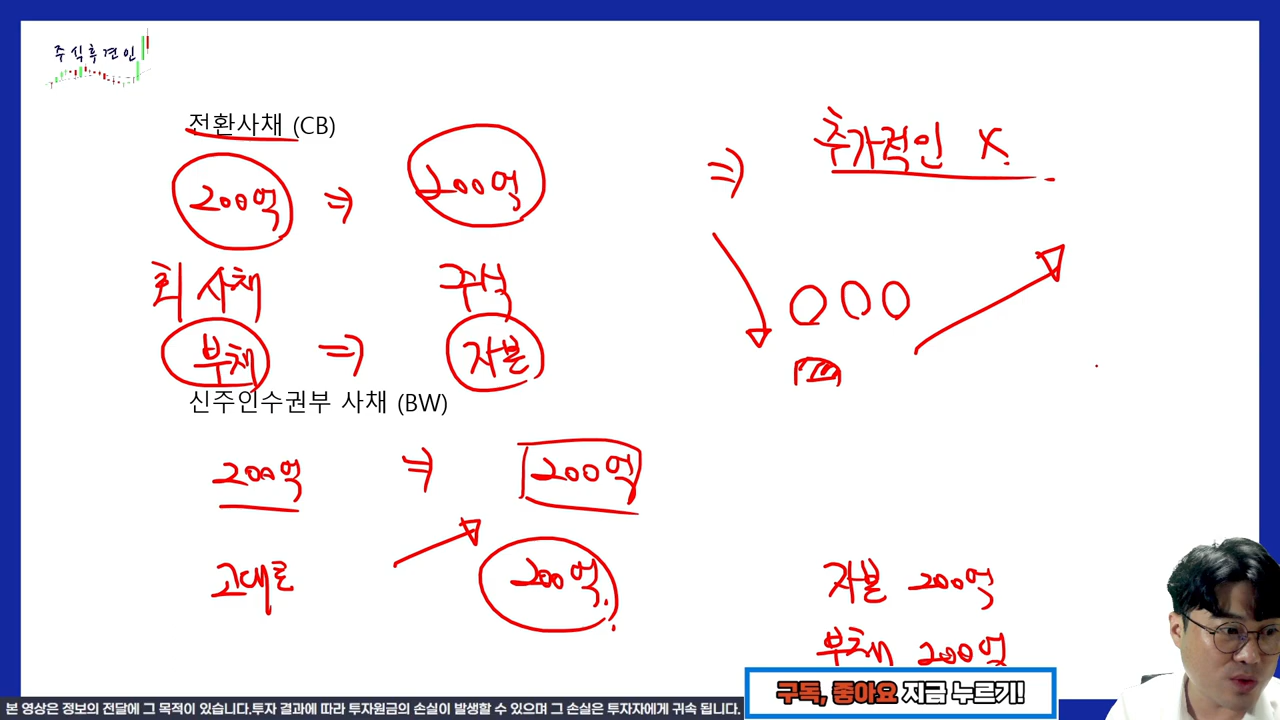 주식후견인
전환사채 (CB)
200억 ⇒ 200억
⇒ 추가적인 X
회사채 주식
부채 ⇒ 자본
신주인수권부 사채 (BW)
200억 ⇒ 200억
그대로 200억
자본 200억
부채 200억
구독, 좋아요 지금 누르기!
본 영상은 정보의 전달에 그 목적이 있습니다.투자 결과에 따라 투자원금의 손실이 발생할 수 있으며 그 손실은 투자자에게 귀속 됩니다.